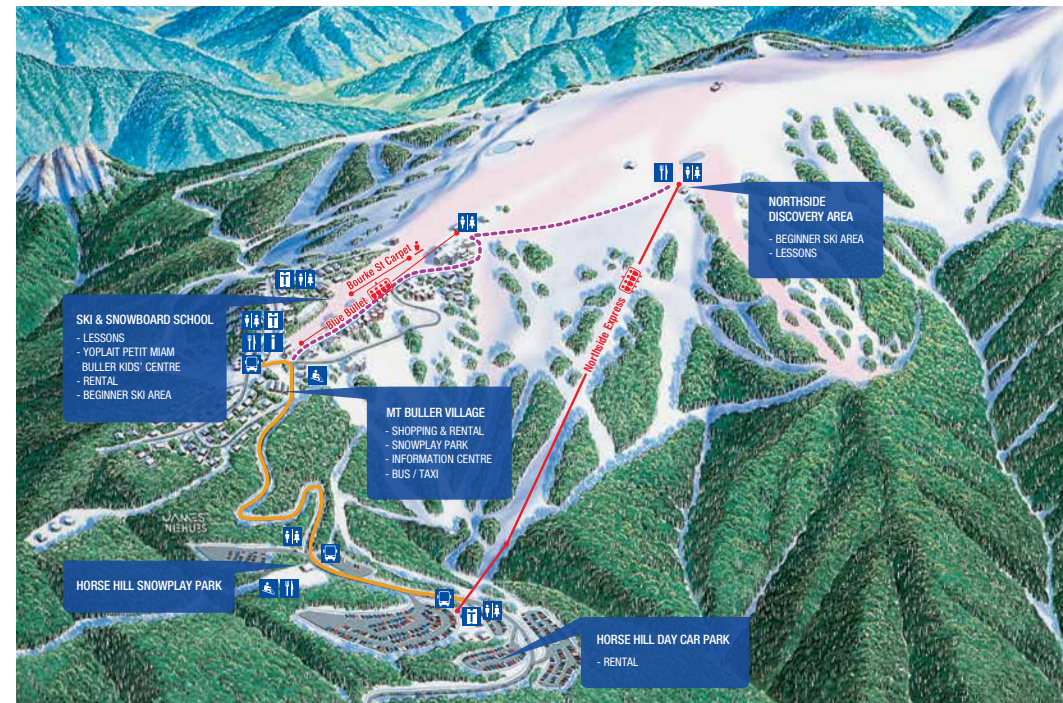 NORTHSIDE
DISCOVERY AREA
- BEGINNER SKI AREA
- LESSONS
Bourke St Carpet
Blue Bullet
Northside Express
SKI & SNOWBOARD SCHOOL
- LESSONS
- YOPLAIT PETIT MIAM
BULLER KIDS' CENTRE
- RENTAL
- BEGINNER SKI AREA
MT BULLER VILLAGE
- SHOPPING & RENTAL
- SNOWPLAY PARK
- INFORMATION CENTRE
- BUS / TAXI
JAMES
NIEHUES
HORSE HILL SNOWPLAY PARK
HORSE HILL DAY CAR PARK
- RENTAL